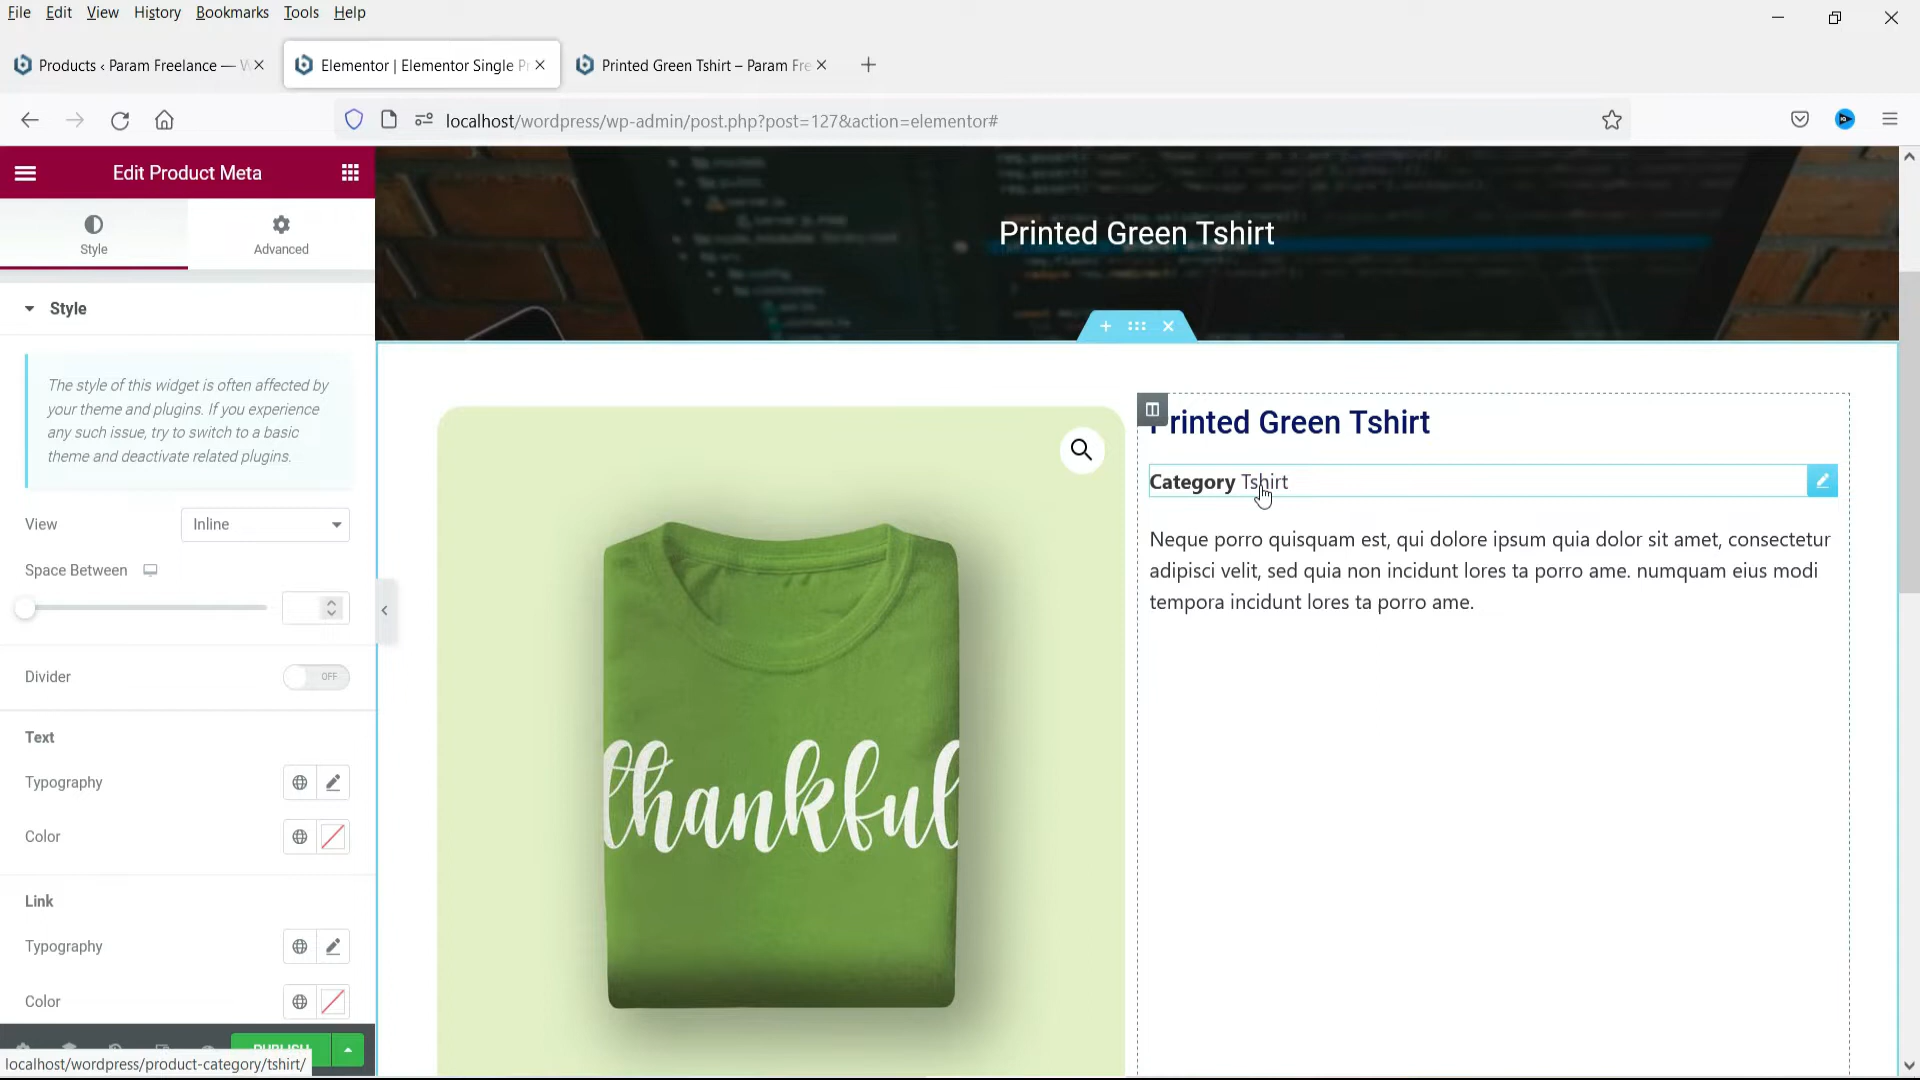 File Edit View History Bookmarks Tools Help
Products ‹ Param Freelance — W
Elementor | Elementor Single Pr
Printed Green Tshirt – Param Fre
localhost/wordpress/wp-admin/post.php?post=127&action=elementor#
Edit Product Meta
Style
Advanced
Style
The style of this widget is often affected by
your theme and plugins. If you experience
any such issue, try to switch to a basic
theme and deactivate related plugins.
View
Inline
Space Between
Divider
OFF
Text
Typography
Color
Link
Typography
Color
PUBLISH
localhost/wordpress/product-category/tshirt/
Printed Green Tshirt
Printed Green Tshirt
Category Tshirt
Neque porro quisquam est, qui dolore ipsum quia dolor sit amet, consectetur
adipisci velit, sed quia non incidunt lores ta porro ame. numquam eius modi
tempora incidunt lores ta porro ame.
thankful